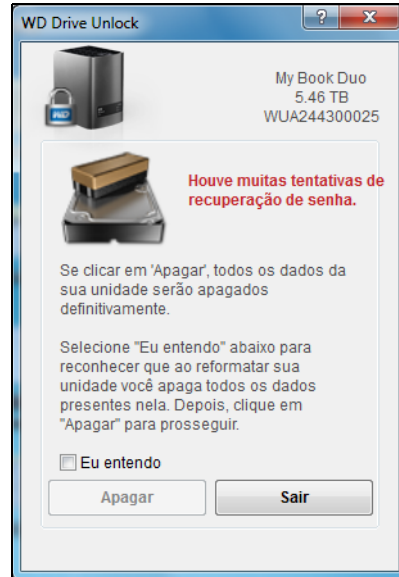 WD Drive Unlock
?
x
My Book Duo
5.46 TB
WUA244300025
WD
Houve muitas tentativas de
recuperação de senha.
Se clicar em 'Apagar', todos os dados da
sua unidade serão apagados
definitivamente.
Selecione "Eu entendo" abaixo para
reconhecer que ao reformatar sua
unidade você apaga todos os dados
presentes nela. Depois, clique em
"Apagar" para prosseguir.
Eu entendo
Apagar
Sair